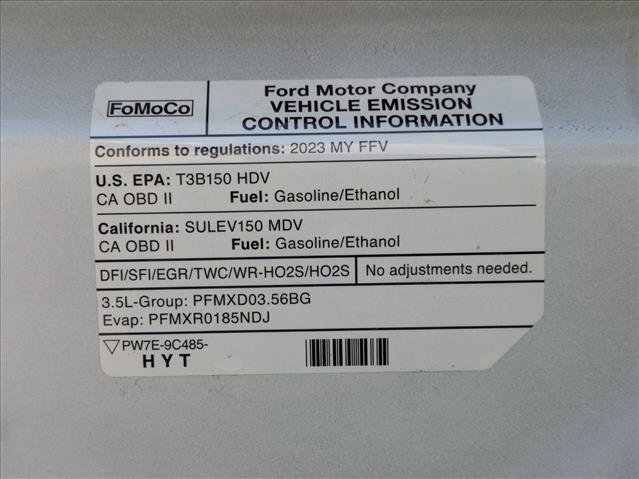 FoMoCo
Ford Motor Company
VEHICLE EMISSION
CONTROL INFORMATION
Conforms to regulations: 2023 MY FFV
U.S. EPA: T3B150 HDV
CA OBD II Fuel: Gasoline/Ethanol
California: SULEV150 MDV
CA OBD II Fuel: Gasoline/Ethanol
DFI/SFI/EGR/TWC/WR-HO2S/HO2S No adjustments needed.
3.5L-Group: PFMXD03.56BG
Evap: PFMXR0185NDJ
PW7E-9C485-
HYT